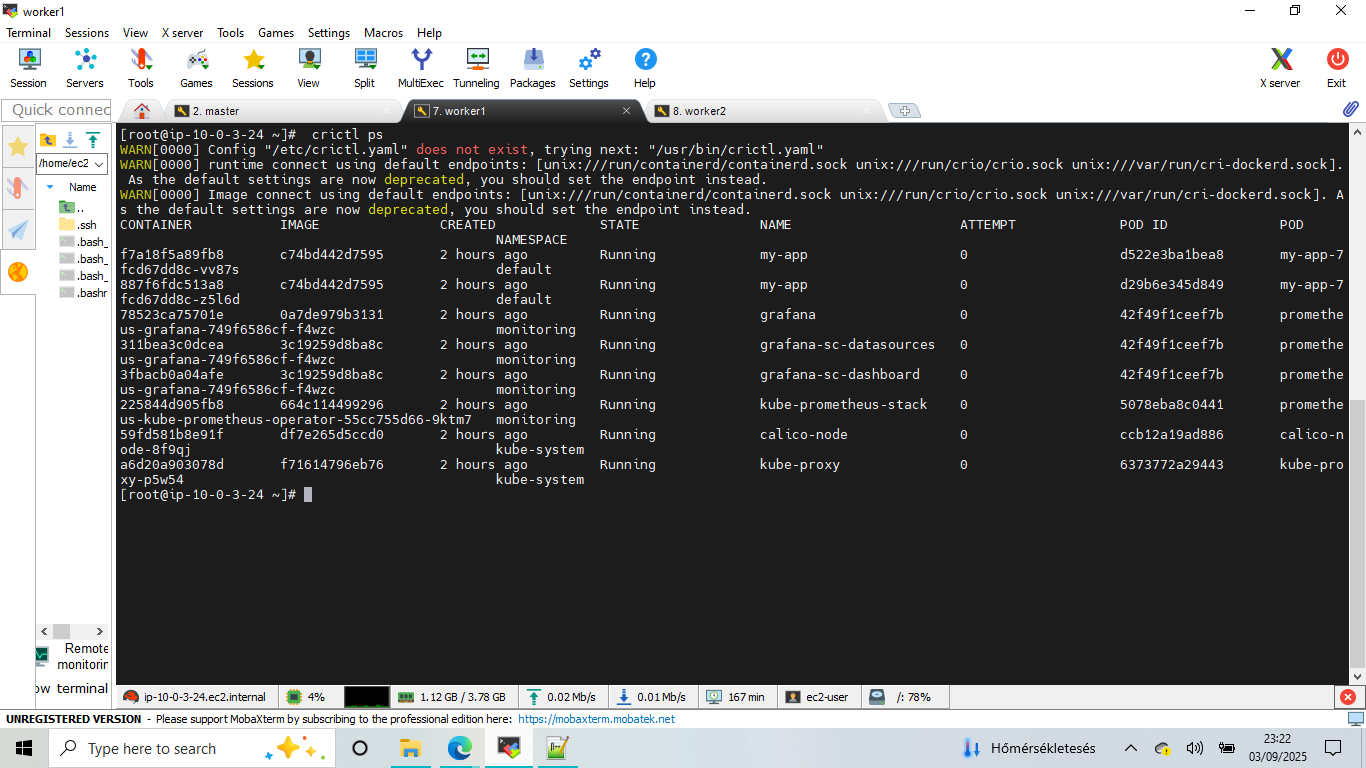 worker1
Terminal Sessions View X server Tools Games Settings Macros Help
Session Servers Tools Games Sessions View Split MultiExec Tunneling Packages Settings Help X server Exit
Quick connec
2. master 7. worker1 8. worker2
/home/ec2
Name
..
.ssh
.bash_
.bash_
.bash_
.bashr
[root@ip-10-0-3-24 ~]#  crictl ps
WARN[0000] Config "/etc/crictl.yaml" does not exist, trying next: "/usr/bin/crictl.yaml"
WARN[0000] runtime connect using default endpoints: [unix:///run/containerd/containerd.sock unix:///run/crio/crio.sock unix:///var/run/cri-dockerd.sock].
 As the default settings are now deprecated, you should set the endpoint instead.
WARN[0000] Image connect using default endpoints: [unix:///run/containerd/containerd.sock unix:///run/crio/crio.sock unix:///var/run/cri-dockerd.sock]. A
s the default settings are now deprecated, you should set the endpoint instead.
CONTAINER IMAGE CREATED STATE NAME ATTEMPT POD ID POD
NAMESPACE
f7a18f5a89fb8 c74bd442d7595 2 hours ago Running my-app 0 d522e3ba1bea8 my-app-7
fcd67dd8c-vv87s default
887f6fdc513a8 c74bd442d7595 2 hours ago Running my-app 0 d29b6e345d849 my-app-7
fcd67dd8c-z5l6d default
78523ca75701e 0a7de979b3131 2 hours ago Running grafana 0 42f49f1ceef7b promethe
us-grafana-749f6586cf-f4wzc monitoring
311bea3c0dcea 3c19259d8ba8c 2 hours ago Running grafana-sc-datasources 0 42f49f1ceef7b promethe
us-grafana-749f6586cf-f4wzc monitoring
3fbacb0a04afe 3c19259d8ba8c 2 hours ago Running grafana-sc-dashboard 0 42f49f1ceef7b promethe
us-grafana-749f6586cf-f4wzc monitoring
225844d905fb8 664c114499296 2 hours ago Running kube-prometheus-stack 0 5078eba8c0441 promethe
us-kube-prometheus-operator-55cc755d66-9ktm7 monitoring
59fd581b8e91f df7e265d5ccd0 2 hours ago Running calico-node 0 ccb12a19ad886 calico-n
ode-8f9qj kube-system
a6d20a903078d f71614796eb76 2 hours ago Running kube-proxy 0 6373772a29443 kube-pro
xy-p5w54 kube-system
[root@ip-10-0-3-24 ~]#
Remote
monitorin
ow terminal
ip-10-0-3-24.ec2.internal 4% 1.12 GB / 3.78 GB 0.02 Mb/s 0.01 Mb/s 167 min ec2-user /: 78%
UNREGISTERED VERSION - Please support MobaXterm by subscribing to the professional edition here: https://mobaxterm.mobatek.net
Type here to search
Hőmérsékletesés
23:22
03/09/2025